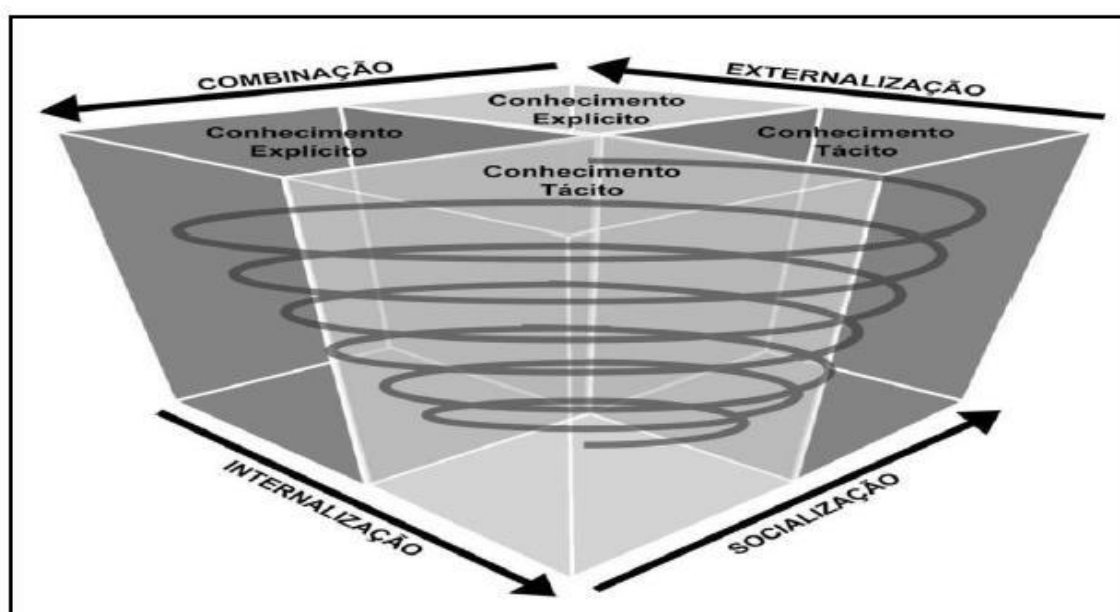 COMBINAÇÃO
EXTERNALIZAÇÃO
Conhecimento
Explícito
Conhecimento
Explícito
Conhecimento
Tácito
Conhecimento
Tácito
INTERNALIZAÇÃO
SOCIALIZAÇÃO